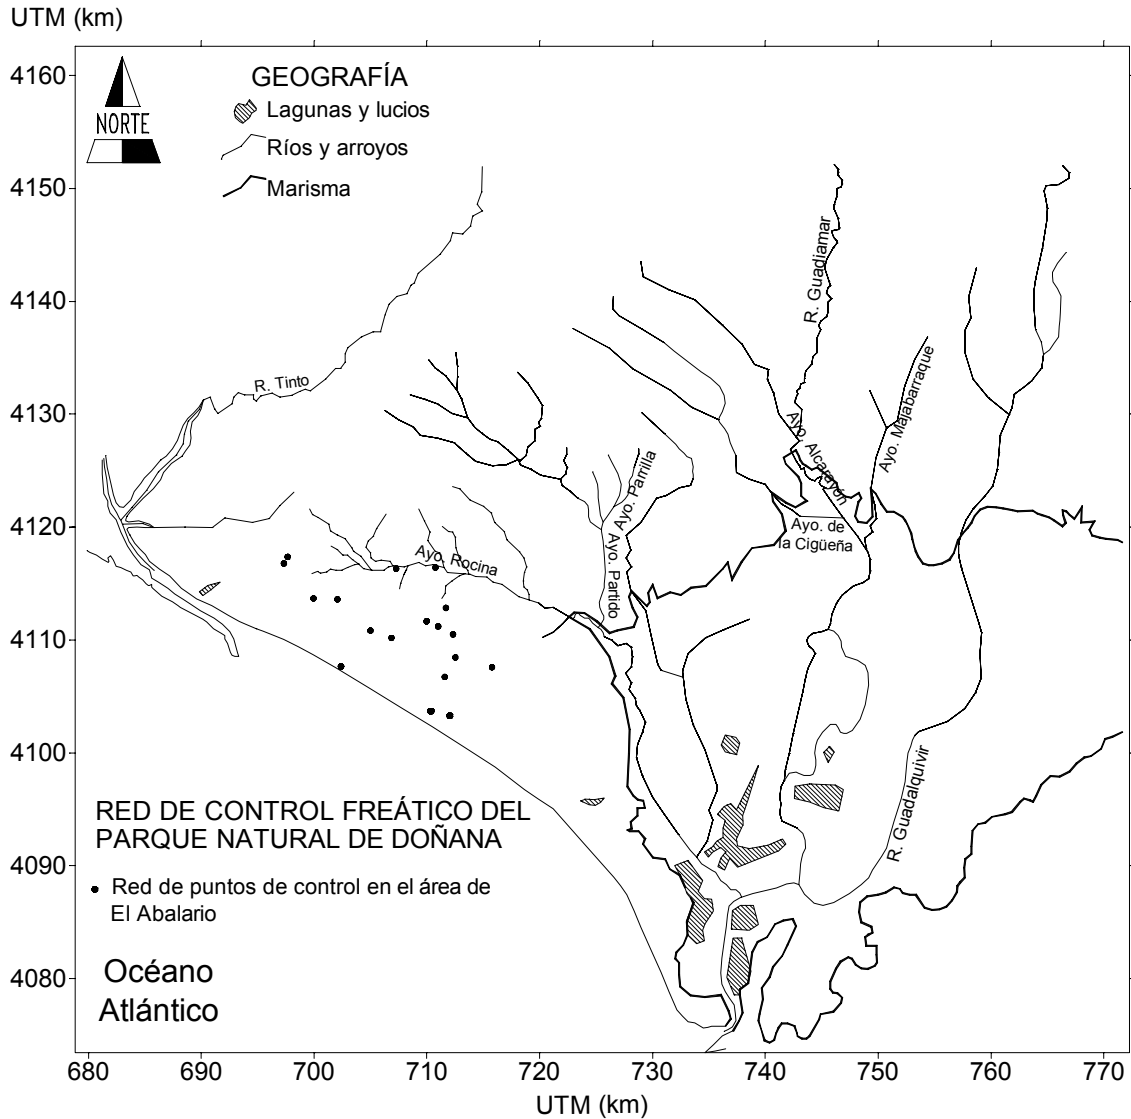 UTM (km)
4160
4150
4140
4130
4120
4110
4100
4090
4080
NORTE
GEOGRAFÍA
Lagunas y lucios
Ríos y arroyos
Marisma
R. Tinto
R. Guadiamar
Ayo. Majabarraque
Ayo. Alcarayón
Ayo. Parrilla
Ayo. de
la Cigüeña
Ayo. Rocina
Ayo. Partido
R. Guadalquivir
RED DE CONTROL FREÁTICO DEL
PARQUE NATURAL DE DOÑANA
Red de puntos de control en el área de
El Abalario
Océano
Atlántico
680 690 700 710 720 730 740 750 760 770
UTM (km)